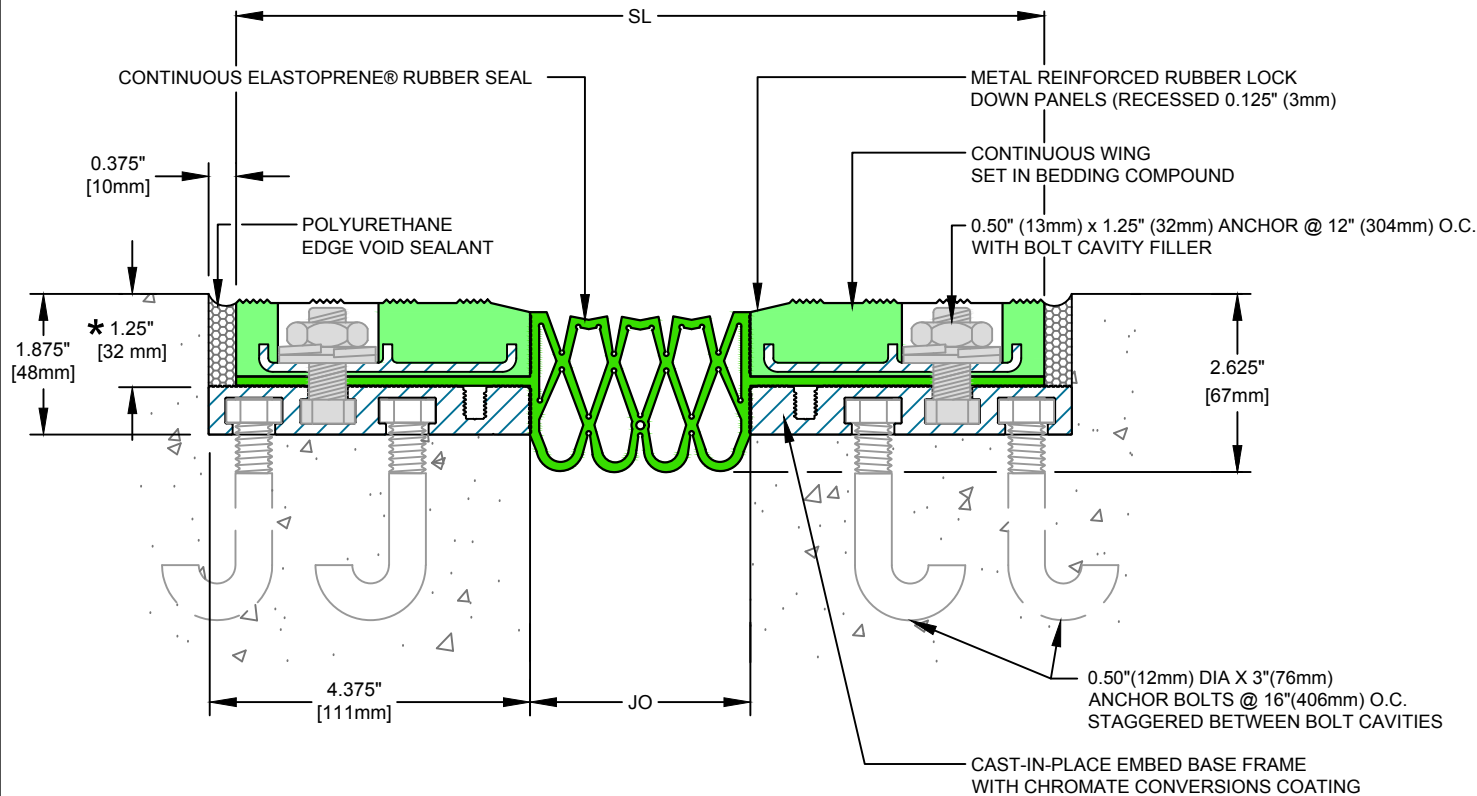 SL
CONTINUOUS ELASTOPRENE® RUBBER SEAL
METAL REINFORCED RUBBER LOCK
DOWN PANELS (RECESSED 0.125" (3mm)
CONTINUOUS WING
SET IN BEDDING COMPOUND
0.375"
[10mm]
POLYURETHANE
EDGE VOID SEALANT
0.50" (13mm) x 1.25" (32mm) ANCHOR @ 12" (304mm) O.C.
WITH BOLT CAVITY FILLER
* 1.25"
[32 mm]
1.875"
[48mm]
2.625"
[67mm]
4.375"
[111mm]
JO
0.50"(12mm) DIA X 3"(76mm)
ANCHOR BOLTS @ 16"(406mm) O.C.
STAGGERED BETWEEN BOLT CAVITIES
CAST-IN-PLACE EMBED BASE FRAME
WITH CHROMATE CONVERSIONS COATING